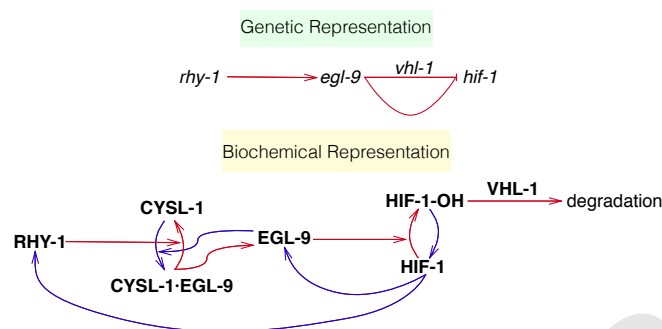 Genetic Representation
rhy-1 egl-9 vhl-1 hif-1
Biochemical Representation
HIF-1-OH VHL-1 degradation
CYSL-1
RHY-1 EGL-9
HIF-1
CYSL-1·EGL-9